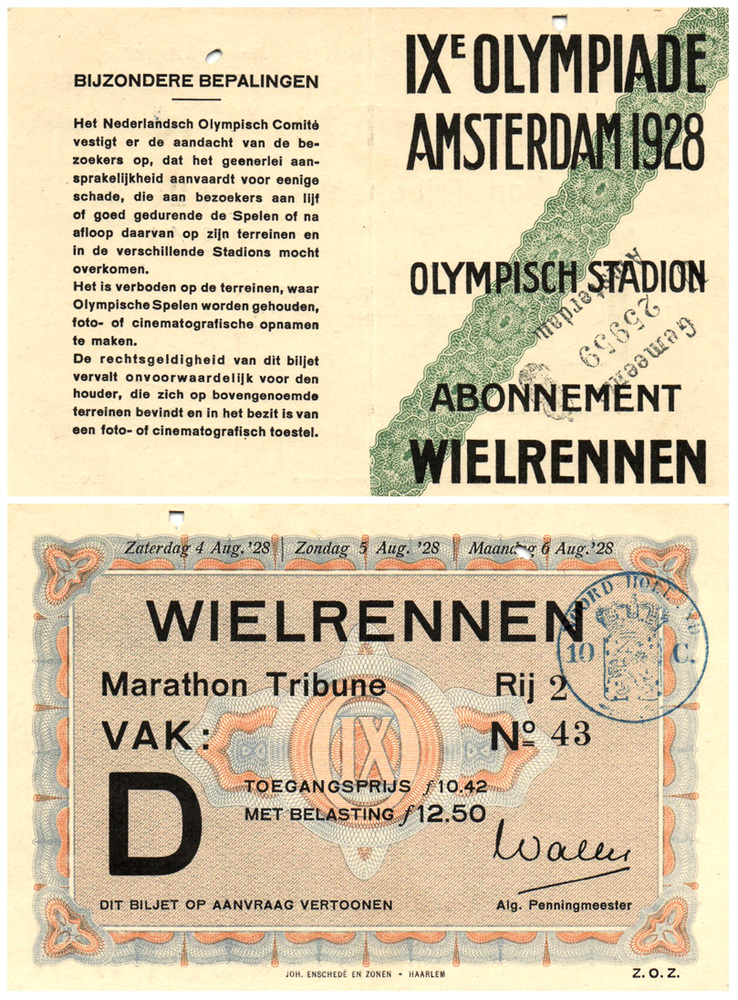 BIJZONDERE BEPALINGEN
Het Nederlandsch Olympisch Comité
vestigt er de aandacht van de be-
zoekers op, dat het geenerlei aan-
sprakelijkheid aanvaardt voor eenige
schade, die aan bezoekers aan lijf
of goed gedurende de Spelen of na
afloop daarvan op zijn terreinen en
in de verschillende Stadions mocht
overkomen.
Het is verboden op de terreinen, waar
Olympische Spelen worden gehouden,
foto- of cinematografische opnamen
te maken.
De rechtsgeldigheid van dit biljet
vervalt onvoorwaardelijk voor den
houder, die zich op bovengenoemde
terreinen bevindt en in het bezit is van
een foto- of cinematografisch toestel.
IXE OLYMPIADE
AMSTERDAM 1928
OLYMPISCH STADION
Amsterdam
25959
Gemeen
ABONNEMENT
WIELRENNEN
Zaterdag 4 Aug. '28 Zondag 5 Aug. '28 Maandag 6 Aug. '28
WIELRENNEN
NOORD HOLLAND
10 C.
Marathon Tribune Rij 2
VAK: Nº 43
IX
D
TOEGANGSPRIJS ƒ 10.42
MET BELASTING ƒ 12.50
DIT BILJET OP AANVRAAG VERTOONEN Alg. Penningmeester
JOH. ENSCHEDÉ EN ZONEN - HAARLEM
Z. O. Z.